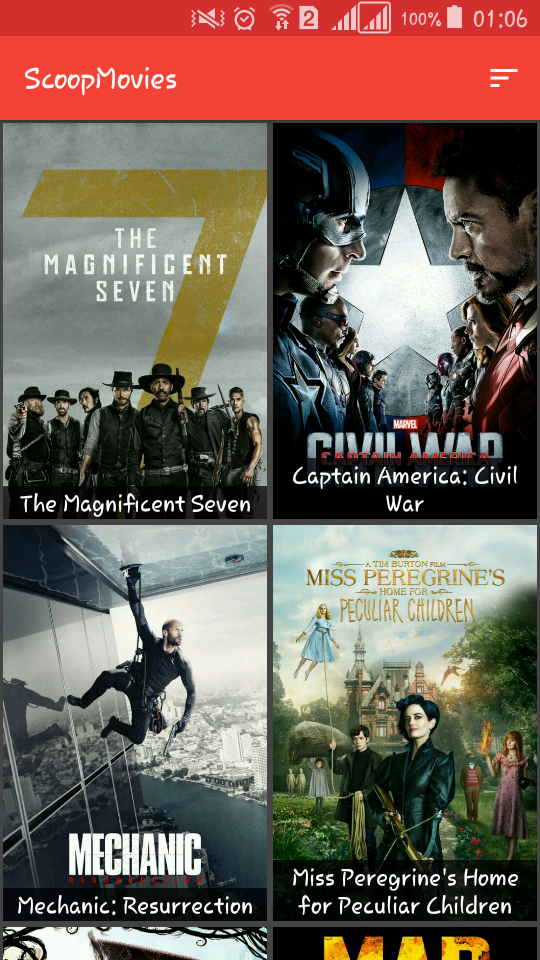 2
100%
01:06
ScoopMovies
THE
MAGNIFICENT
SEVEN
The Magnificent Seven
MARVEL
CIVIL WAR
CAPTAIN AMERICA
Captain America: Civil
War
MECHANIC
RESURRECTION
Mechanic: Resurrection
A TIM BURTON FILM
MISS PEREGRINE'S
HOME FOR
PECULIAR CHILDREN
Miss Peregrine's Home
for Peculiar Children